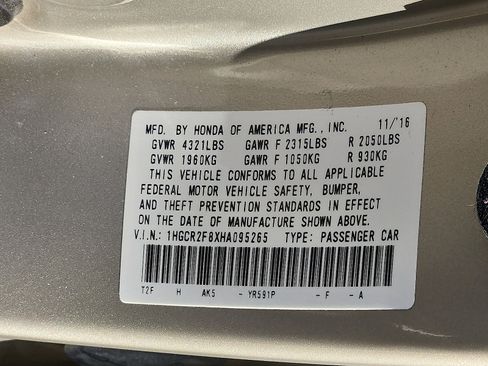 MFD. BY HONDA OF AMERICA MFG., INC. 11/'16
GVWR 4321LBS GAWR F 2315LBS R 2050LBS
GVWR 1960KG GAWR F 1050KG R 930KG
THIS VEHICLE CONFORMS TO ALL APPLICABLE
FEDERAL MOTOR VEHICLE SAFETY, BUMPER,
AND THEFT PREVENTION STANDARDS IN EFFECT
ON THE DATE OF MANUFACTURE SHOWN ABOVE.
V.I.N.: 1HGCR2F8XHA095265 TYPE: PASSENGER CAR
T2F H AK5 - YR591P - F - A